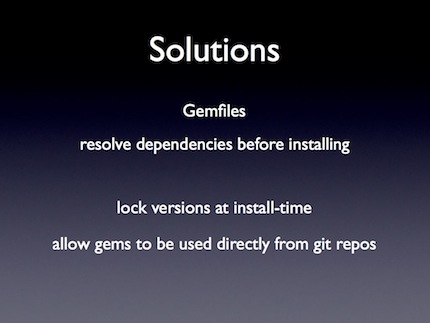 Solutions
Gemfiles
resolve dependencies before installing
lock versions at install-time
allow gems to be used directly from git repos